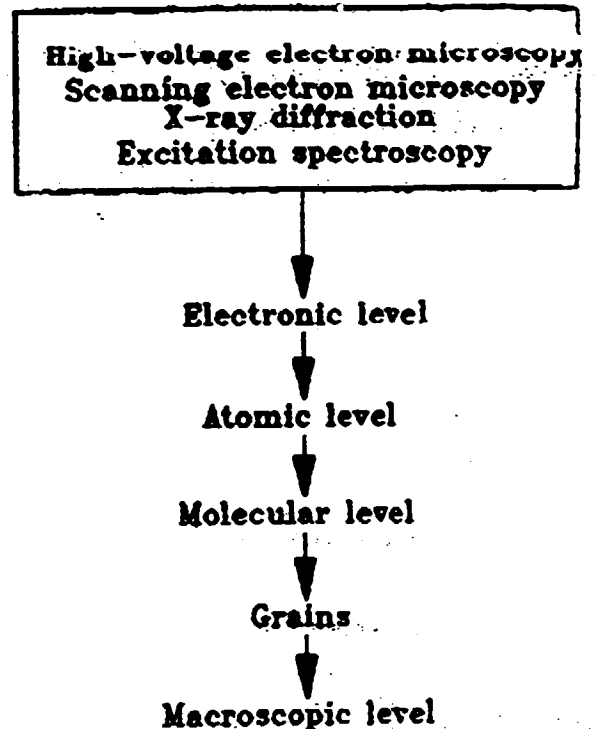 High-voltage electron microscopy
Scanning electron microscopy
X-ray diffraction
Excitation spectroscopy
Electronic level
Atomic level
Molecular level
Grains
Macroscopic level